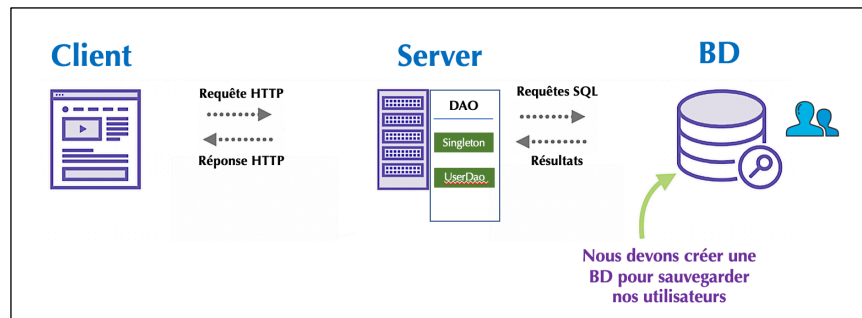 Client
Server
BD
Requête HTTP
Réponse HTTP
DAO
Singleton
UserDao
Requêtes SQL
Résultats
Nous devons créer une
BD pour sauvegarder
nos utilisateurs